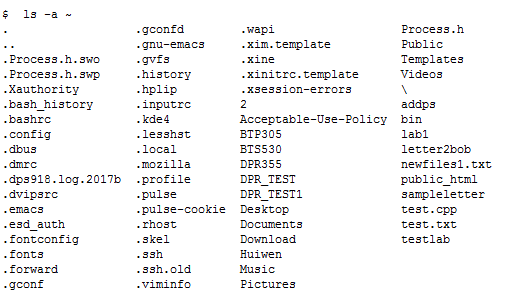 $ ls -a ~
. .gconfd .wapi Process.h
.. .gnu-emacs .xim.template Public
.Process.h.swo .gvfs .xine Templates
.Process.h.swp .history .xinitrc.template Videos
.Xauthority .hplip .xsession-errors \
.bash_history .inputrc 2 addps
.bashrc .kde4 Acceptable-Use-Policy bin
.config .lesshst BTP305 lab1
.dbus .local BTS530 letter2bob
.dmrc .mozilla DPR355 newfiles1.txt
.dps918.log.2017b .profile DPR_TEST public_html
.dvipsrc .pulse DPR_TEST1 sampleletter
.emacs .pulse-cookie Desktop test.cpp
.esd_auth .rhost Documents test.txt
.fontconfig .skel Download testlab
.fonts .ssh Huiwen
.forward .ssh.old Music
.gconf .viminfo Pictures